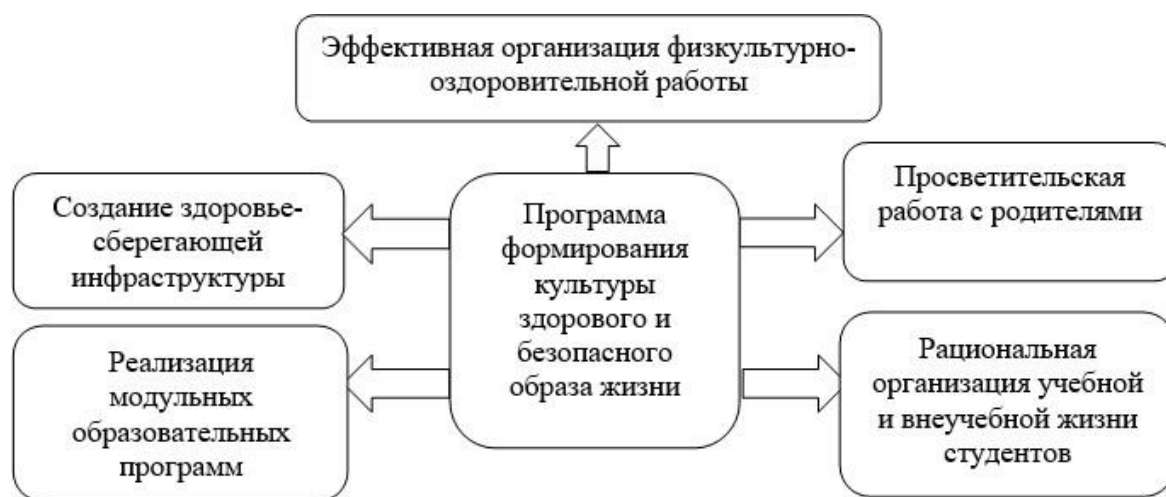 Эффективная организация физкультурно-
оздоровительной работы
Создание здоровье-
сберегающей
инфраструктуры
Программа
формирования
культуры
здорового и
безопасного
образа жизни
Просветительская
работа с родителями
Реализация
модульных
образовательных
программ
Рациональная
организация учебной
и внеучебной жизни
студентов